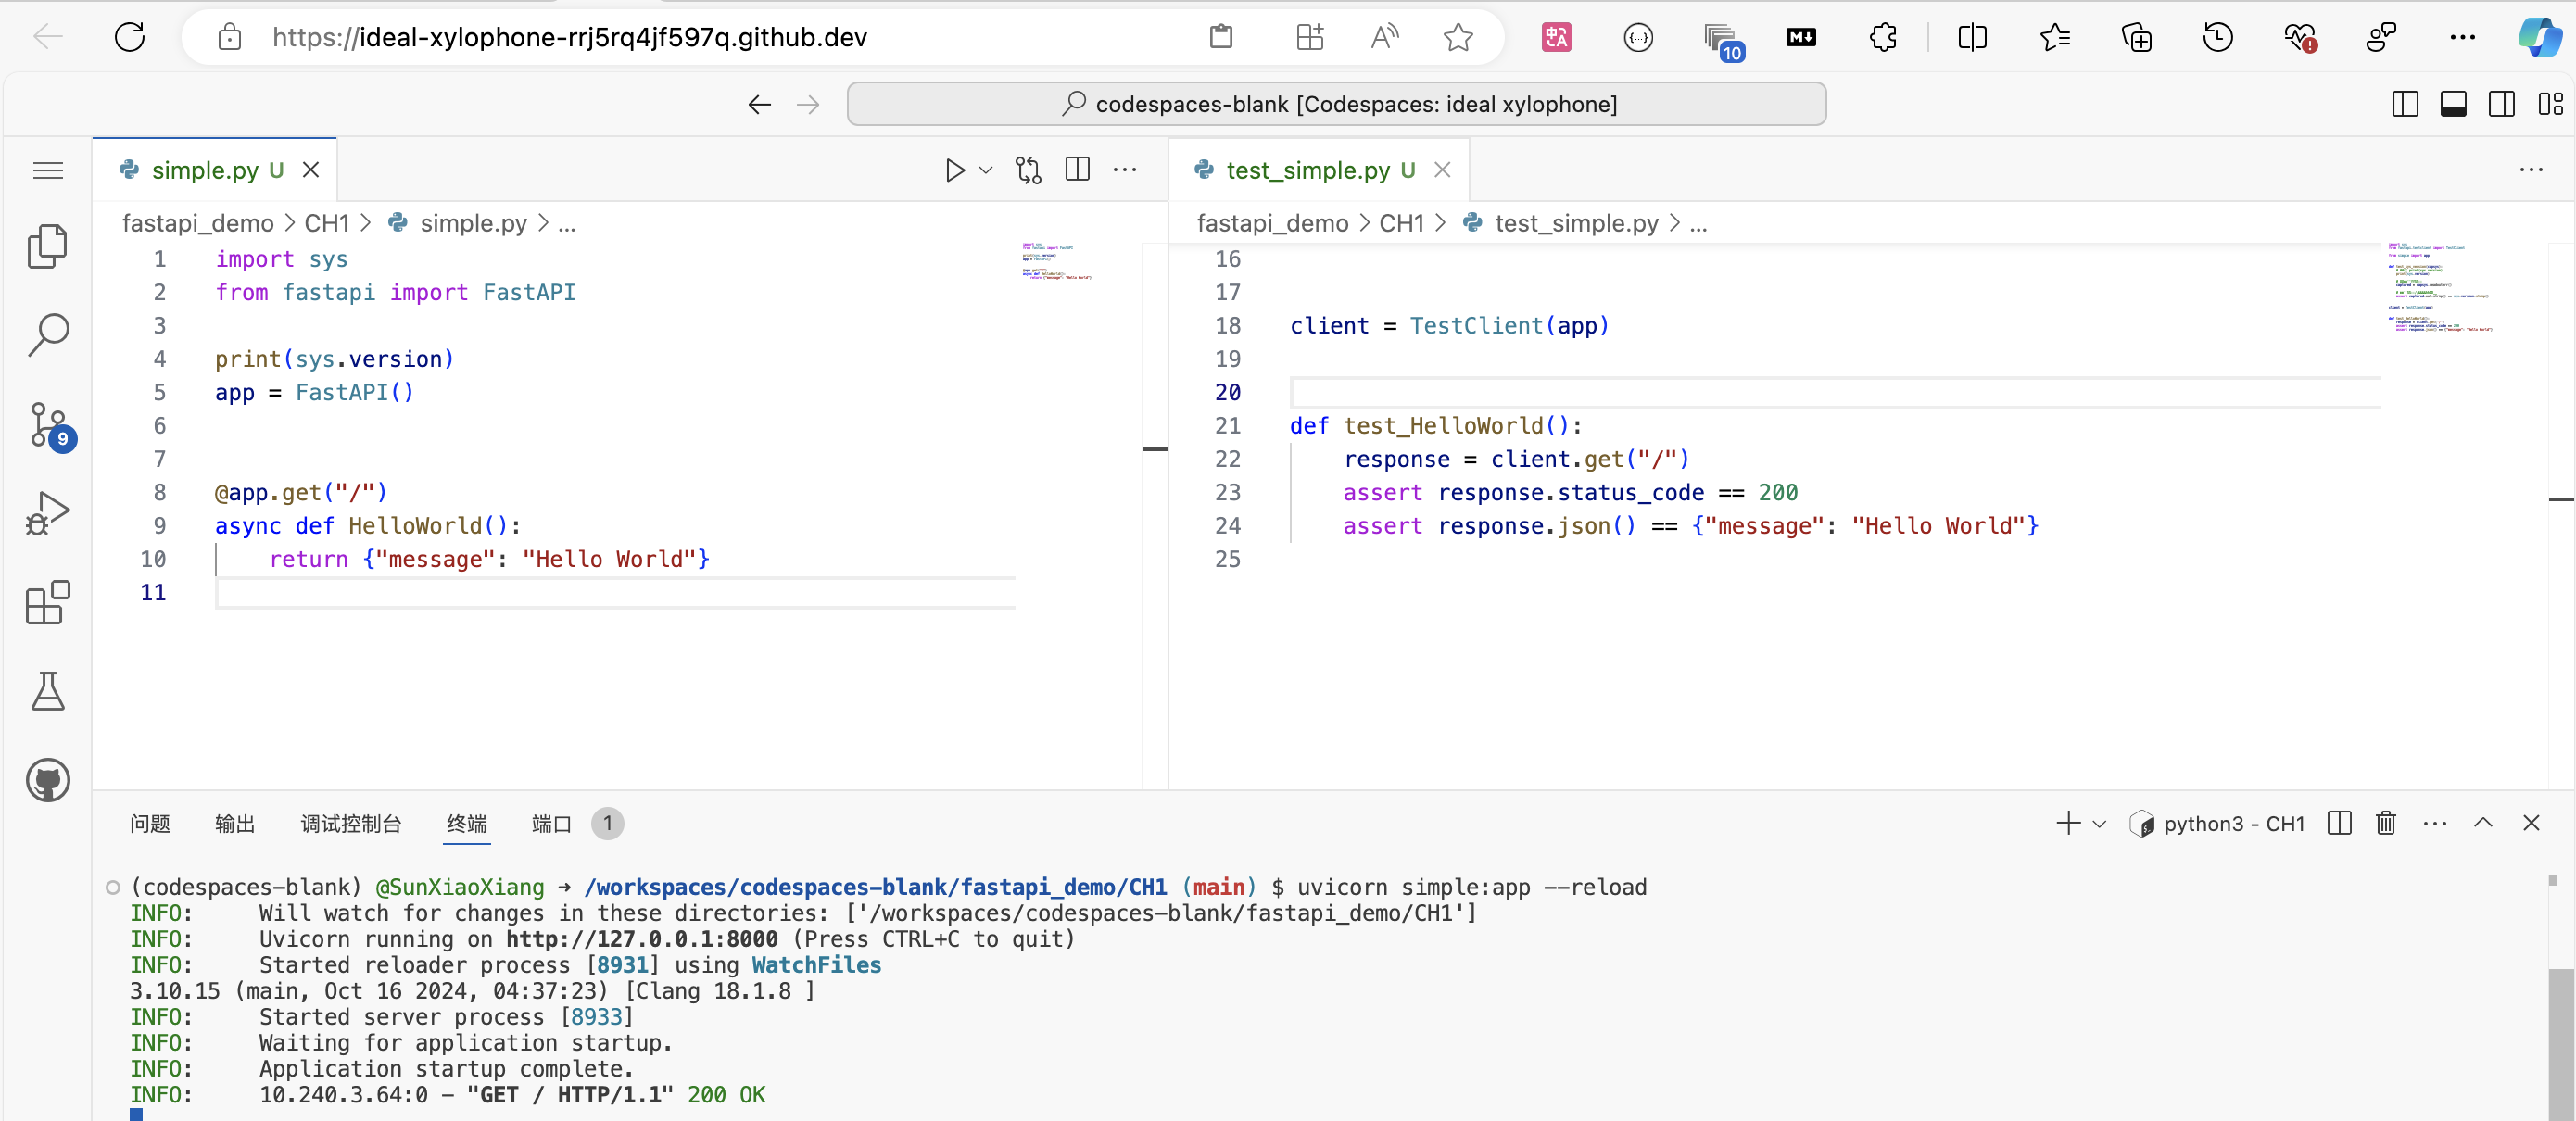 https://ideal-xylophone-rrj5rq4jf597q.github.dev
10
codespaces-blank [Codespaces: ideal xylophone]
simple.py U
fastapi_demo > CH1 > simple.py > ...
1 import sys
2 from fastapi import FastAPI
3
4 print(sys.version)
5 app = FastAPI()
6
7
8 @app.get("/")
9 async def HelloWorld():
10 return {"message": "Hello World"}
11
test_simple.py U
fastapi_demo > CH1 > test_simple.py > ...
16
17
18 client = TestClient(app)
19
20
21 def test_HelloWorld():
22 response = client.get("/")
23 assert response.status_code == 200
24 assert response.json() == {"message": "Hello World"}
25
9
问题 输出 调试控制台 终端 端口 1
python3 - CH1
(codespaces-blank) @SunXiaoXiang → /workspaces/codespaces-blank/fastapi_demo/CH1 (main) $ uvicorn simple:app --reload
INFO: Will watch for changes in these directories: ['/workspaces/codespaces-blank/fastapi_demo/CH1']
INFO: Uvicorn running on http://127.0.0.1:8000 (Press CTRL+C to quit)
INFO: Started reloader process [8931] using WatchFiles
3.10.15 (main, Oct 16 2024, 04:37:23) [Clang 18.1.8 ]
INFO: Started server process [8933]
INFO: Waiting for application startup.
INFO: Application startup complete.
INFO: 10.240.3.64:0 - "GET / HTTP/1.1" 200 OK